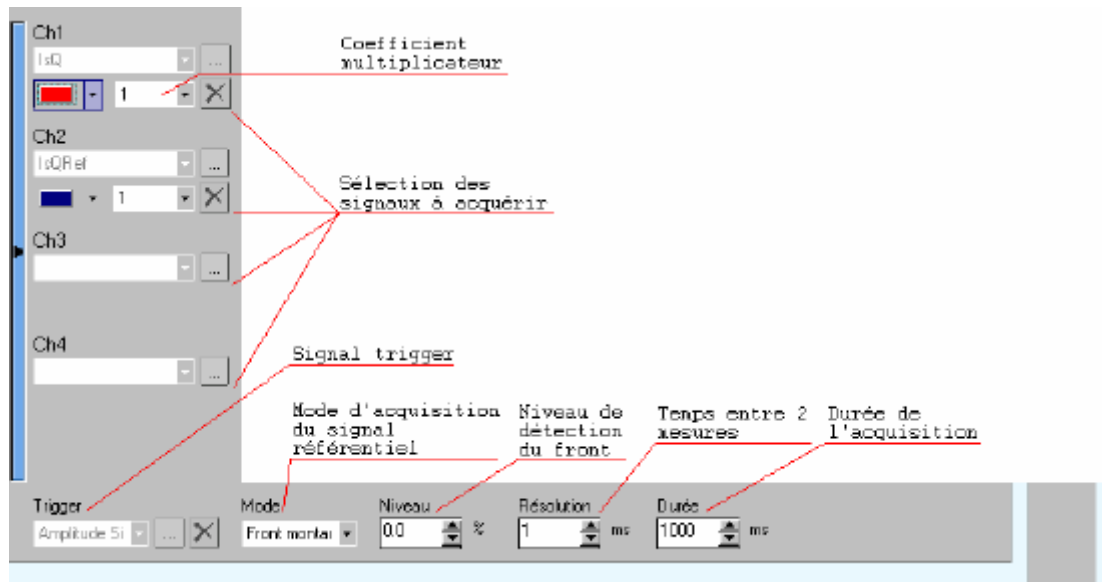 Ch1
IsQ
...
1
Coefficient
multiplicateur
Ch2
IsQRef
...
1
Sélection des
signaux à acquérir
Ch3
...
Ch4
...
Signal trigger
Mode d'acquisition
du signal
référentiel
Niveau de
détection
du front
Temps entre 2
mesures
Durée de
l'acquisition
Trigger
Mode
Niveau
Résolution
Durée
Amplitude Si
...
Front montai
0.0
%
1
ms
1000
ms